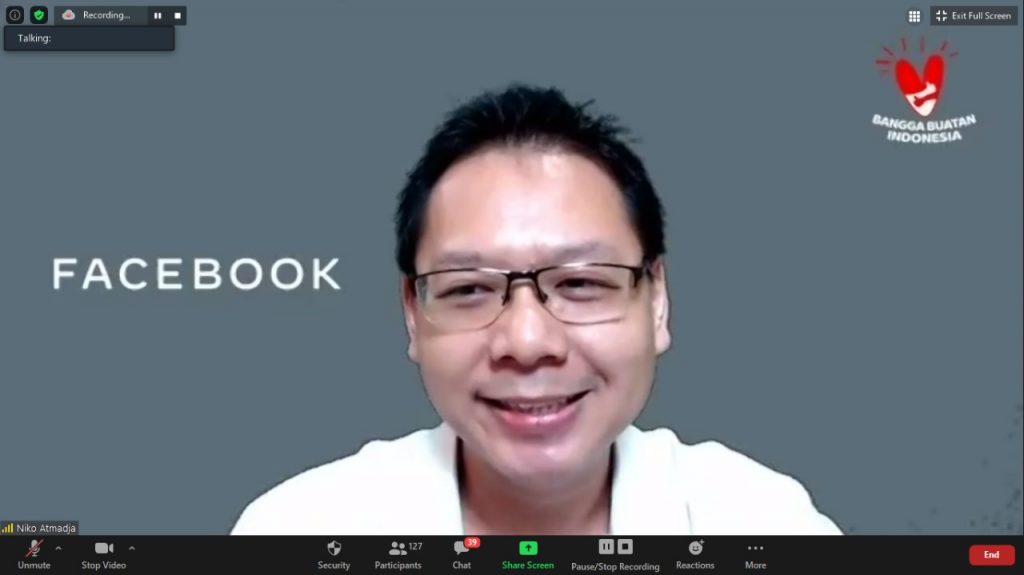 Recording...
Exit Full Screen
Talking:
BANGGA BUATAN
INDONESIA
FACEBOOK
Niko Atmadja
Unmute
Stop Video
Security
Participants
127
Chat
39
Share Screen
Pause/Stop Recording
Reactions
More
End